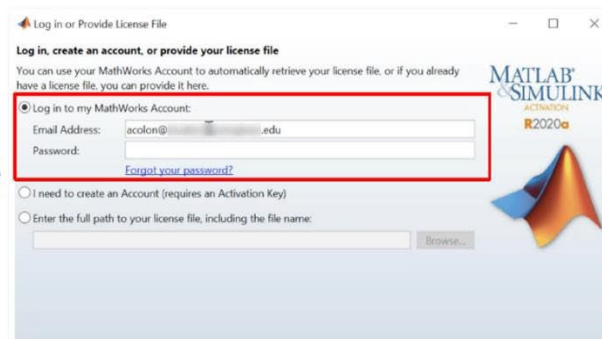 Log in or Provide License File
Log in, create an account, or provide your license file
You can use your MathWorks Account to automatically retrieve your license file, or if you already
have a license file, you can provide it here.
MATLAB®
&SIMULINK
ACTIVATION
R2020a
Log in to my MathWorks Account:
Email Address: acolon@ .edu
Password:
Forgot your password?
I need to create an Account (requires an Activation Key)
Enter the full path to your license file, including the file name:
Browse...